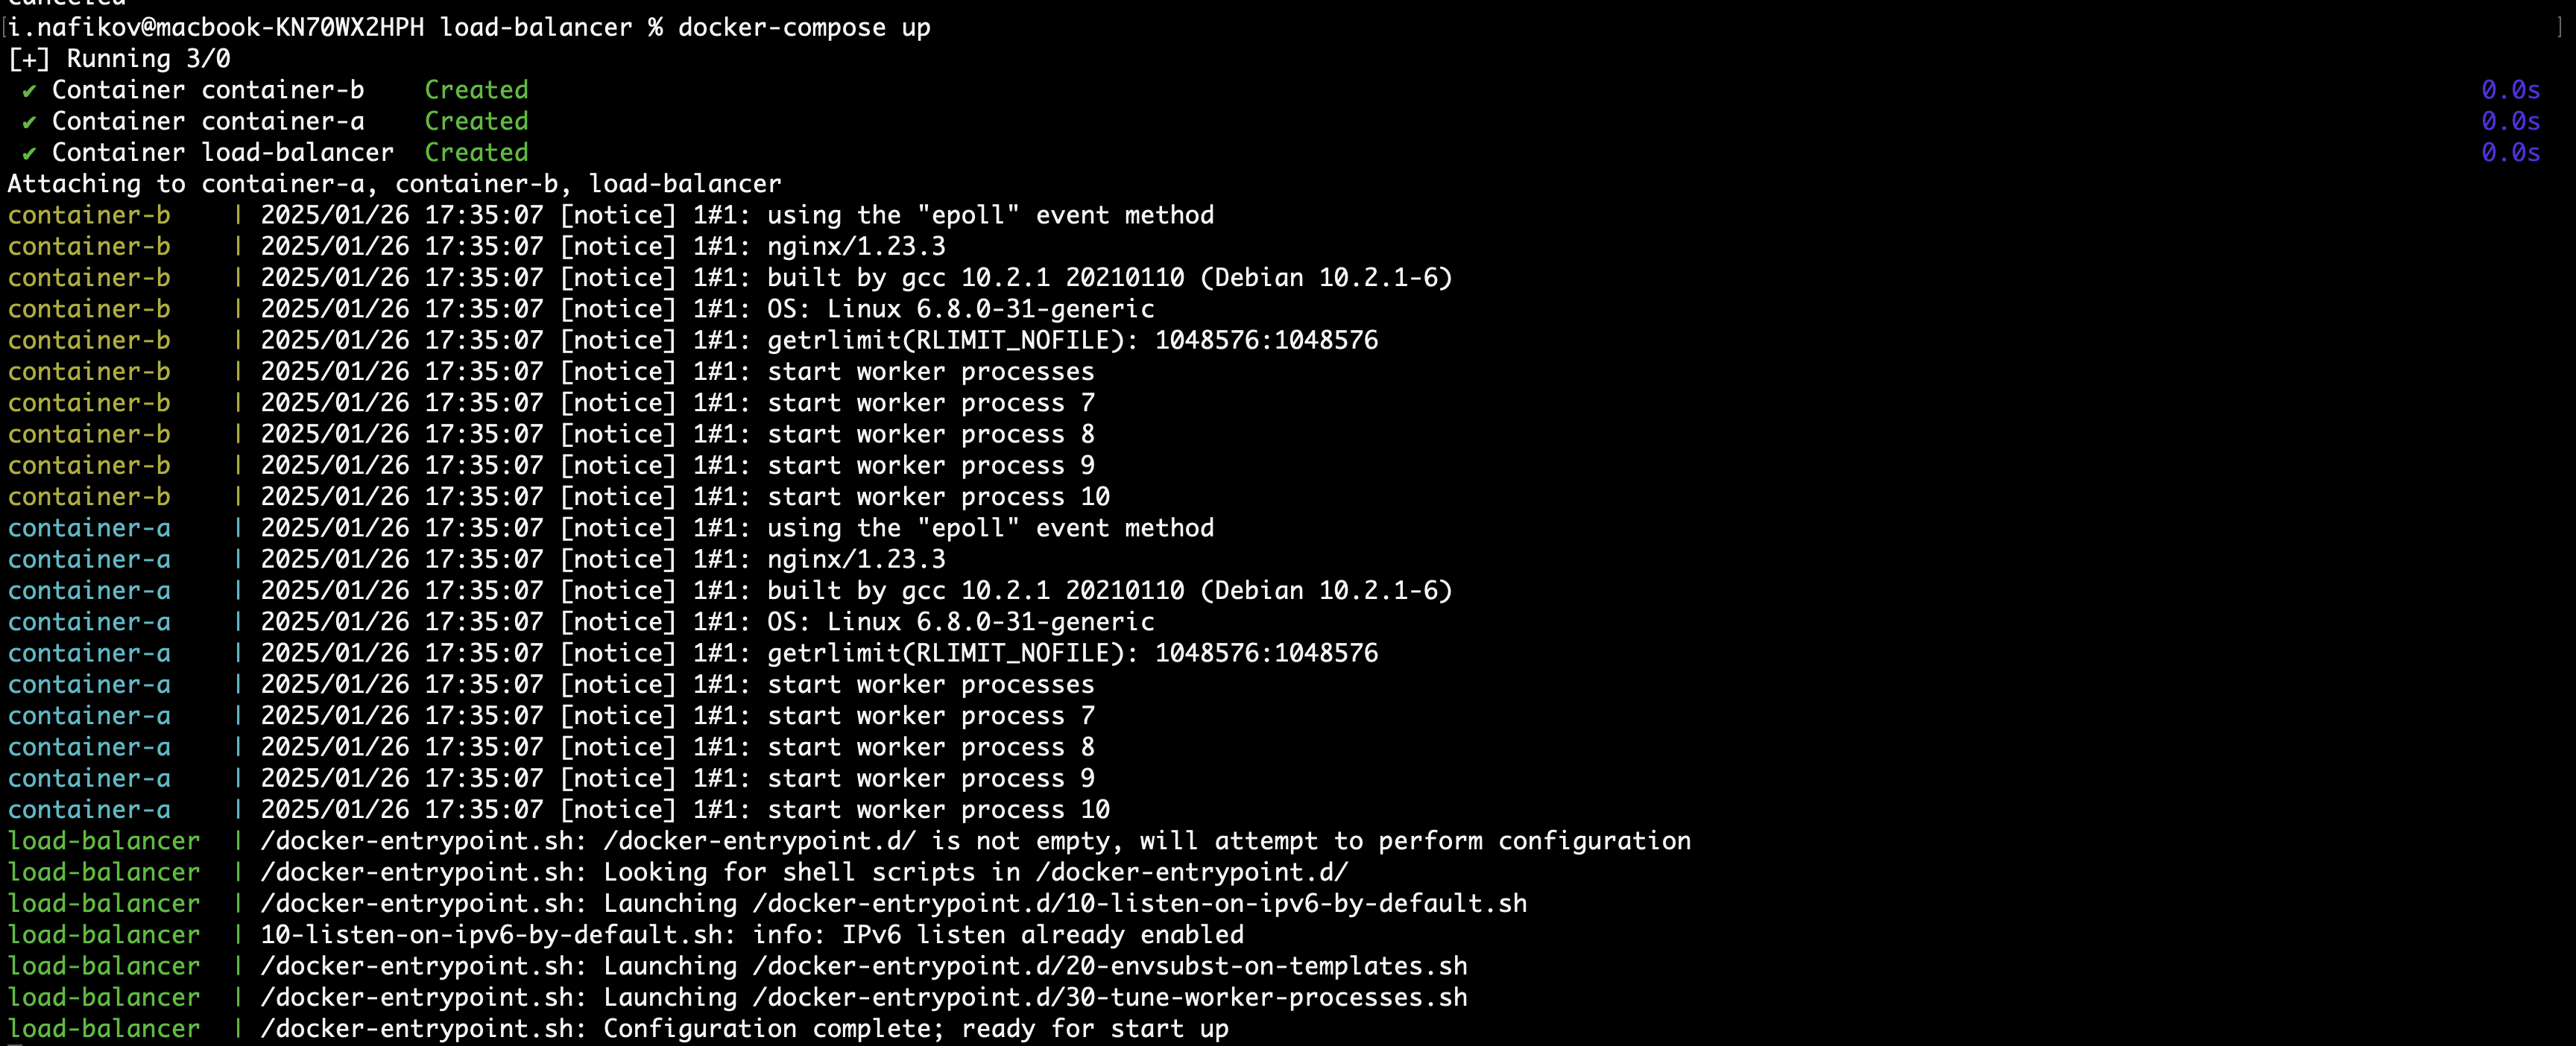 canceled
[i.nafikov@macbook-KN70WX2HPH load-balancer % docker-compose up ]
[+] Running 3/0
✔ Container container-b Created 0.0s
✔ Container container-a Created 0.0s
✔ Container load-balancer Created 0.0s
Attaching to container-a, container-b, load-balancer
container-b | 2025/01/26 17:35:07 [notice] 1#1: using the "epoll" event method
container-b | 2025/01/26 17:35:07 [notice] 1#1: nginx/1.23.3
container-b | 2025/01/26 17:35:07 [notice] 1#1: built by gcc 10.2.1 20210110 (Debian 10.2.1-6)
container-b | 2025/01/26 17:35:07 [notice] 1#1: OS: Linux 6.8.0-31-generic
container-b | 2025/01/26 17:35:07 [notice] 1#1: getrlimit(RLIMIT_NOFILE): 1048576:1048576
container-b | 2025/01/26 17:35:07 [notice] 1#1: start worker processes
container-b | 2025/01/26 17:35:07 [notice] 1#1: start worker process 7
container-b | 2025/01/26 17:35:07 [notice] 1#1: start worker process 8
container-b | 2025/01/26 17:35:07 [notice] 1#1: start worker process 9
container-b | 2025/01/26 17:35:07 [notice] 1#1: start worker process 10
container-a | 2025/01/26 17:35:07 [notice] 1#1: using the "epoll" event method
container-a | 2025/01/26 17:35:07 [notice] 1#1: nginx/1.23.3
container-a | 2025/01/26 17:35:07 [notice] 1#1: built by gcc 10.2.1 20210110 (Debian 10.2.1-6)
container-a | 2025/01/26 17:35:07 [notice] 1#1: OS: Linux 6.8.0-31-generic
container-a | 2025/01/26 17:35:07 [notice] 1#1: getrlimit(RLIMIT_NOFILE): 1048576:1048576
container-a | 2025/01/26 17:35:07 [notice] 1#1: start worker processes
container-a | 2025/01/26 17:35:07 [notice] 1#1: start worker process 7
container-a | 2025/01/26 17:35:07 [notice] 1#1: start worker process 8
container-a | 2025/01/26 17:35:07 [notice] 1#1: start worker process 9
container-a | 2025/01/26 17:35:07 [notice] 1#1: start worker process 10
load-balancer | /docker-entrypoint.sh: /docker-entrypoint.d/ is not empty, will attempt to perform configuration
load-balancer | /docker-entrypoint.sh: Looking for shell scripts in /docker-entrypoint.d/
load-balancer | /docker-entrypoint.sh: Launching /docker-entrypoint.d/10-listen-on-ipv6-by-default.sh
load-balancer | 10-listen-on-ipv6-by-default.sh: info: IPv6 listen already enabled
load-balancer | /docker-entrypoint.sh: Launching /docker-entrypoint.d/20-envsubst-on-templates.sh
load-balancer | /docker-entrypoint.sh: Launching /docker-entrypoint.d/30-tune-worker-processes.sh
load-balancer | /docker-entrypoint.sh: Configuration complete; ready for start up